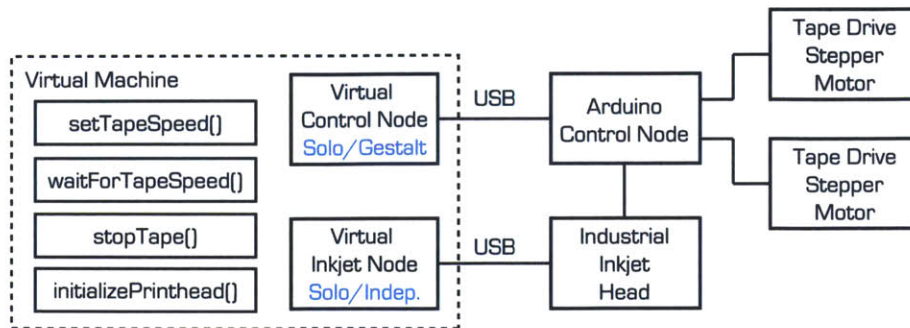 Virtual Machine
setTapeSpeed()
waitForTapeSpeed()
stopTape()
initializePrinthead()
Virtual
Control Node
Solo/Gestalt
Virtual
Inkjet Node
Solo/Indep.
USB
USB
Arduino
Control Node
Industrial
Inkjet
Head
Tape Drive
Stepper
Motor
Tape Drive
Stepper
Motor